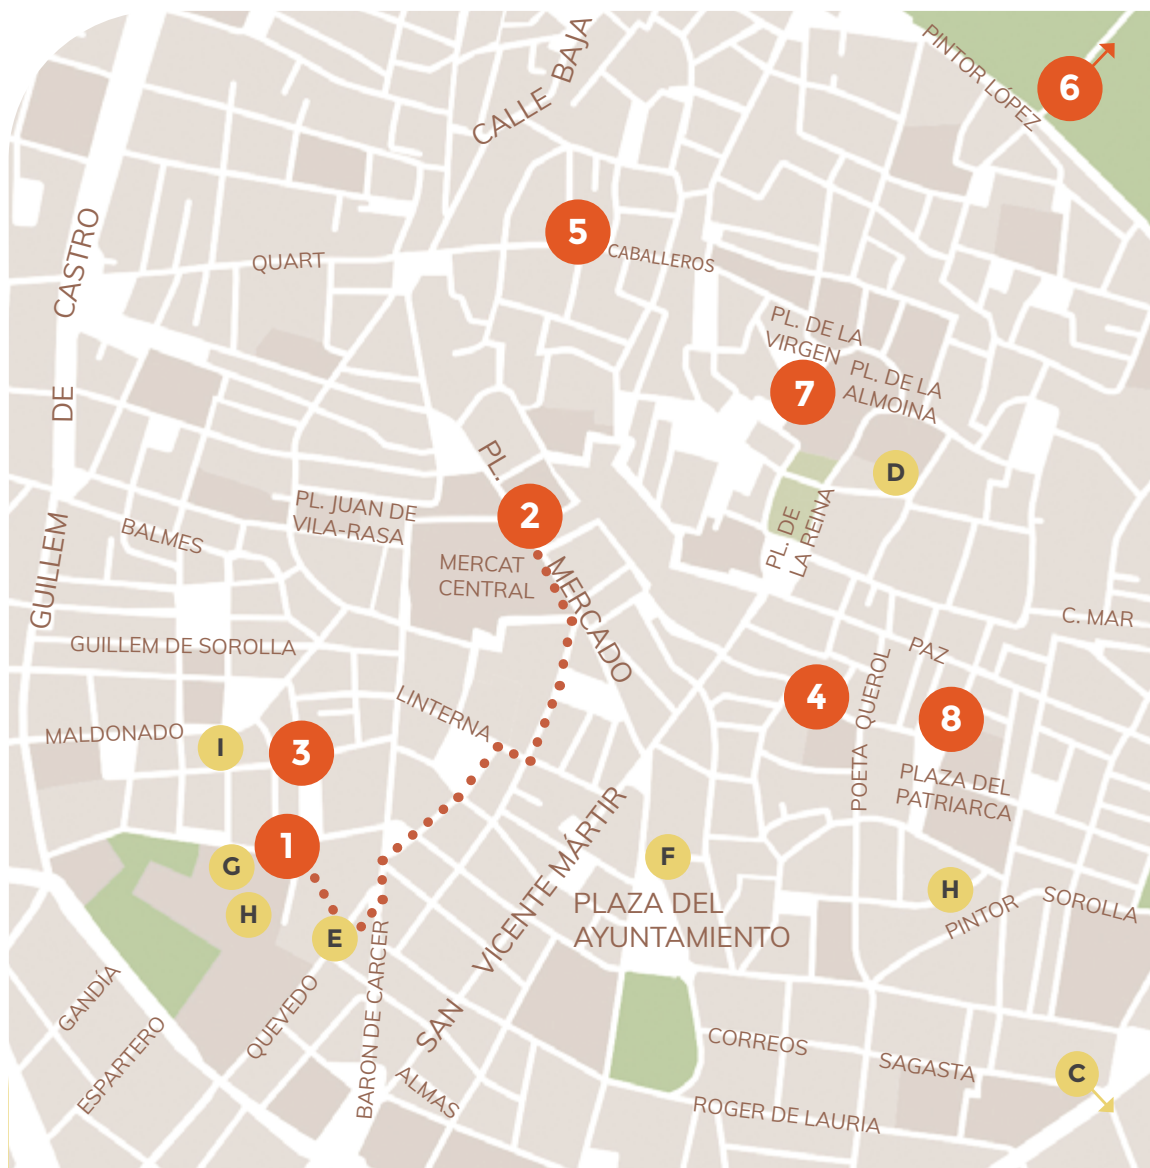 BAJA
CALLE
PINTOR LÓPEZ
6
5
CABALLEROS
QUART
CASTRO
DE
GUILLEM
PL. DE LA
VIRGEN
PL. DE LA
ALMOINA
7
D
PL.
2
MERCADO
PL. JUAN DE
VILA-RASA
MERCAT
CENTRAL
BALMES
PL. DE
LA REINA
C. MAR
GUILLEM DE SOROLLA
PAZ
4
POETA QUEROL
8
LINTERNA
MALDONADO
I
3
PLAZA DEL
PATRIARCA
1
G
H
E
F
H
PLAZA DEL
AYUNTAMIENTO
PINTOR
SOROLLA
SAN VICENTE MÁRTIR
GANDÍA
ESPARTERO
QUEVEDO
BARON DE CARCER
ALMAS
CORREOS
SAGASTA
C
ROGER DE LAURIA